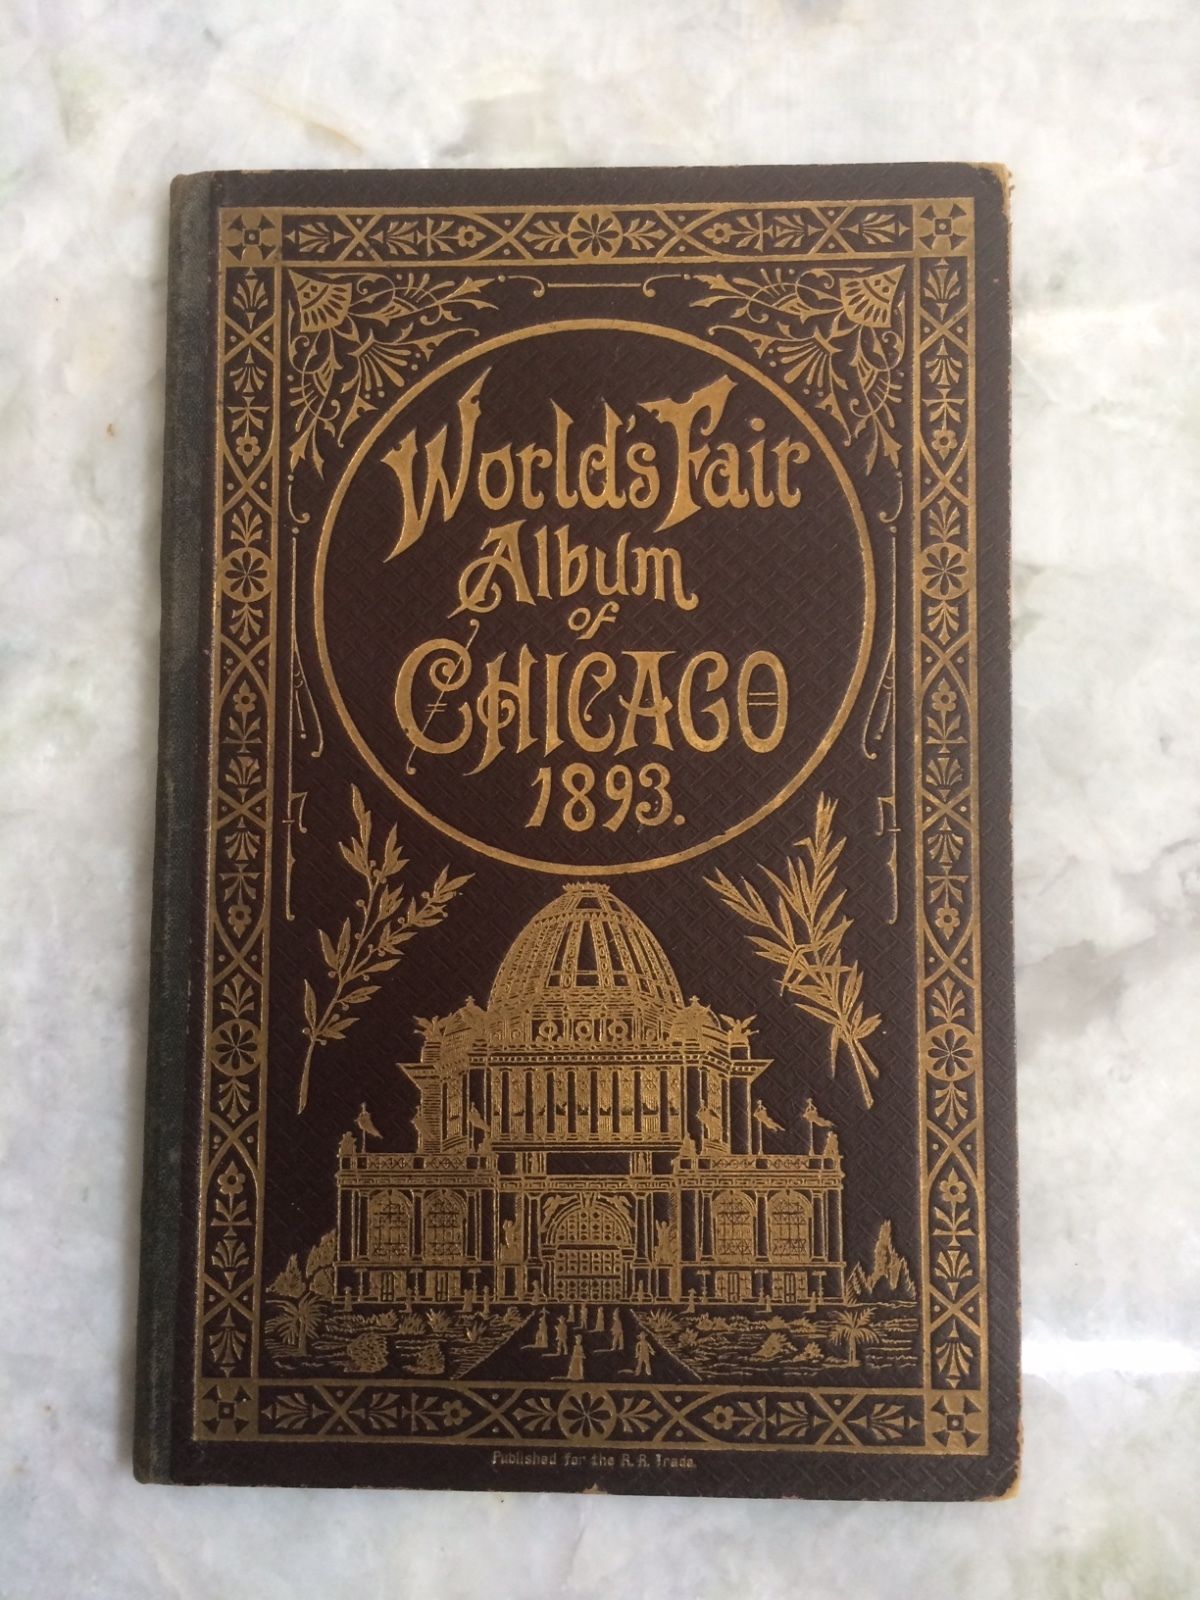 World's Fair
Album
of
CHICAGO
1893.
Published for the R. R. Trade.